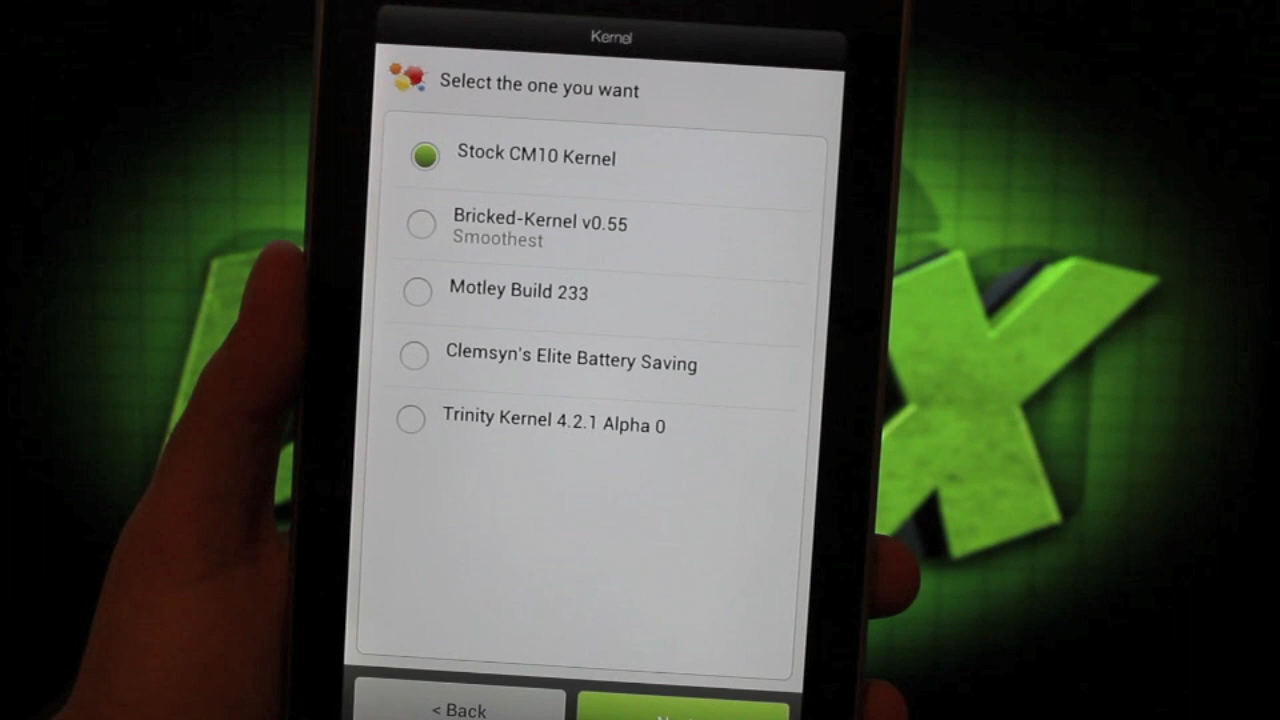 Kernel
Select the one you want
Stock CM10 Kernel
Bricked-Kernel v0.55
Smoothest
Motley Build 233
Clemsyn's Elite Battery Saving
Trinity Kernel 4.2.1 Alpha 0
< Back